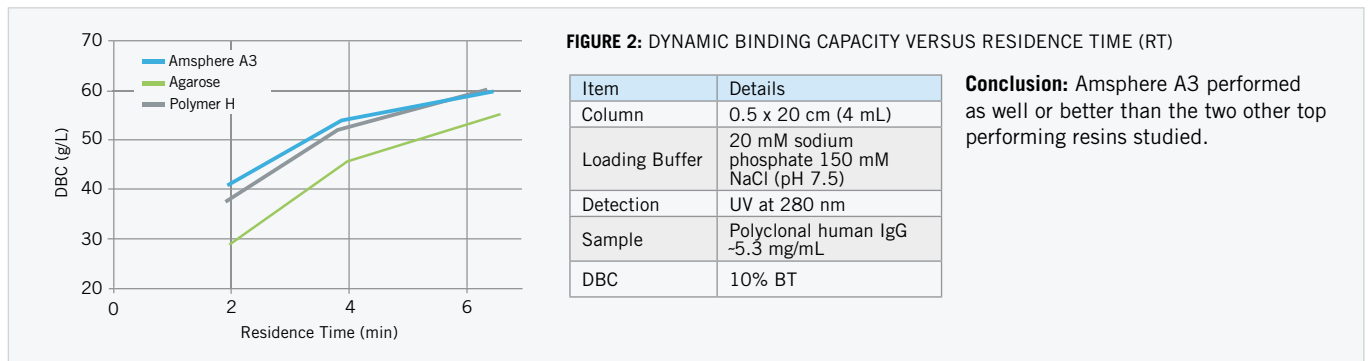 70
60
50
40
30
20
0
2
4
6
DBC (g/L)
Residence Time (min)
Amsphere A3
Agarose
Polymer H
FIGURE 2: DYNAMIC BINDING CAPACITY VERSUS RESIDENCE TIME (RT)
Item Details
Column 0.5 x 20 cm (4 mL)
Loading Buffer 20 mM sodium
phosphate 150 mM
NaCl (pH 7.5)
Detection UV at 280 nm
Sample Polyclonal human IgG
~5.3 mg/mL
DBC 10% BT
Conclusion: Amsphere A3 performed
as well or better than the two other top
performing resins studied.